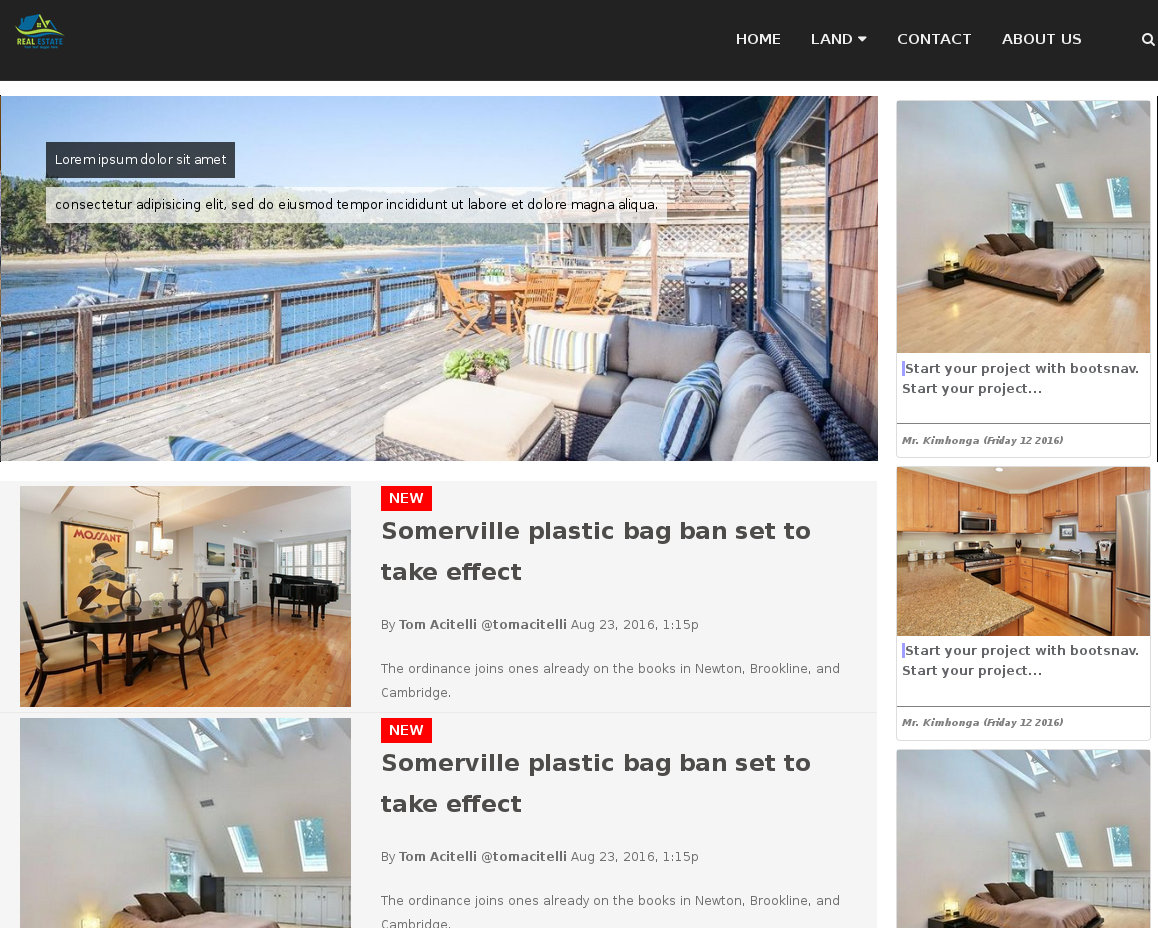 REAL ESTATE
HOME
LAND
CONTACT
ABOUT US
Lorem ipsum dolor sit amet
consectetur adipisicing elit, sed do eiusmod tempor incididunt ut labore et dolore magna aliqua.
Start your project with bootsnav.
Start your project...
Mr. Kimhonga (Friday 12 2016)
MOSSANT
NEW
Somerville plastic bag ban set to
take effect
By Tom Acitelli @tomacitelli Aug 23, 2016, 1:15p
The ordinance joins ones already on the books in Newton, Brookline, and
Cambridge.
Start your project with bootsnav.
Start your project...
Mr. Kimhonga (Friday 12 2016)
NEW
Somerville plastic bag ban set to
take effect
By Tom Acitelli @tomacitelli Aug 23, 2016, 1:15p
The ordinance joins ones already on the books in Newton, Brookline, and
Cambridge.